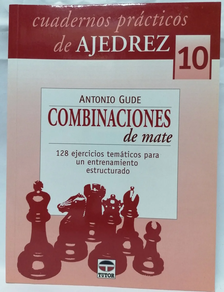 cuadernos prácticos
de AJEDREZ
10
ANTONIO GUDE
COMBINACIONES
de mate
128 ejercicios temáticos para
un entrenamiento
estructurado
TUTOR